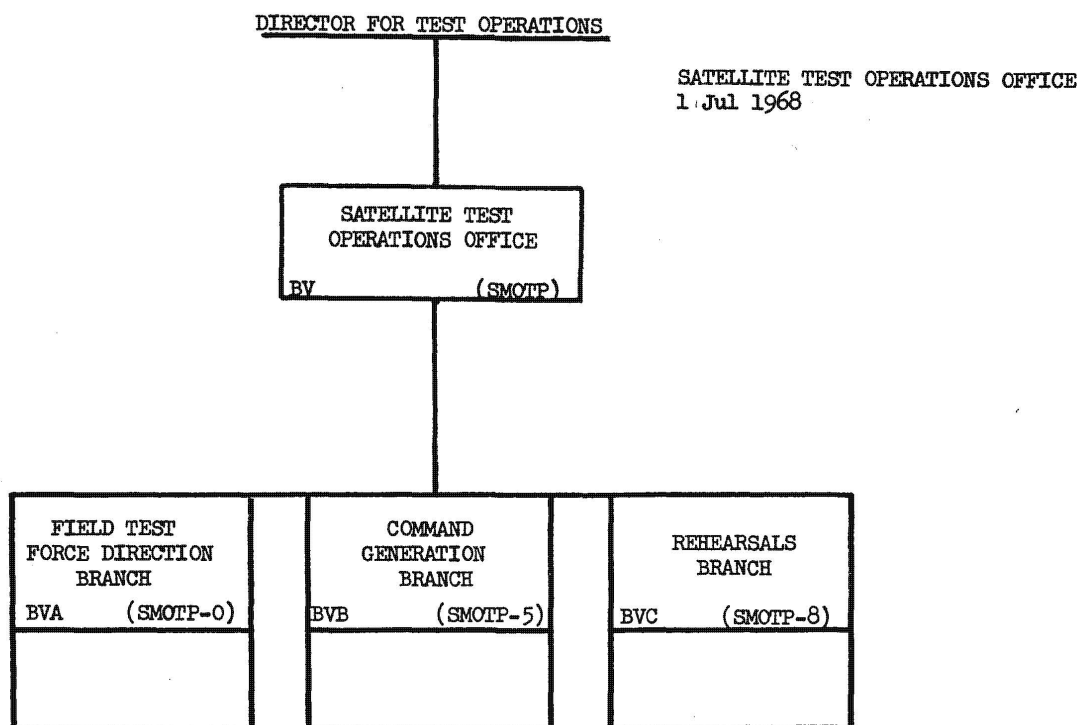 DIRECTOR FOR TEST OPERATIONS
SATELLITE TEST OPERATIONS OFFICE
1 Jul 1968
SATELLITE TEST
OPERATIONS OFFICE
BV (SMOTP)
FIELD TEST
FORCE DIRECTION
BRANCH
BVA (SMOTP-0)
COMMAND
GENERATION
BRANCH
BVB (SMOTP-5)
REHEARSALS
BRANCH
BVC (SMOTP-8)